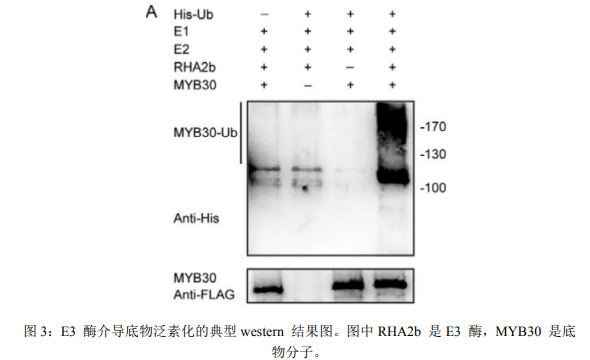 A
His-Ub - + + +
E1 + + + +
E2 + + + +
RHA2b + + - +
MYB30 + - + +
MYB30-Ub
-170
-130
-100
Anti-His
MYB30
Anti-FLAG
图 3：E3 酶介导底物泛素化的典型 western 结果图。图中 RHA2b 是 E3 酶，MYB30 是底
物分子。